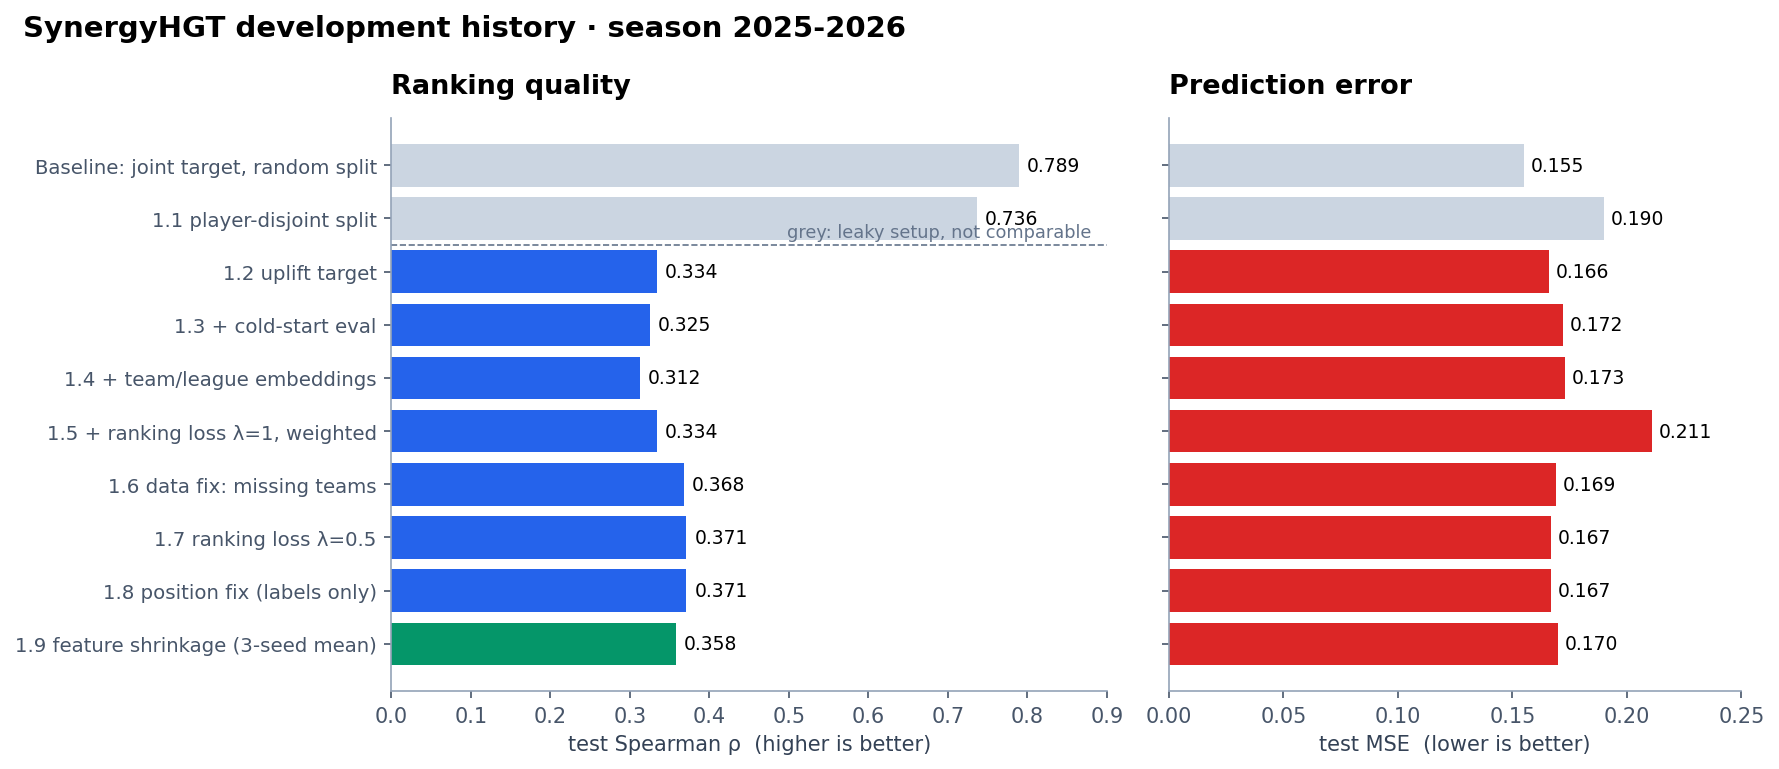 SynergyHGT development history · season 2025-2026
Ranking quality
Baseline: joint target, random split
0.789
1.1 player-disjoint split
0.736
grey: leaky setup, not comparable
1.2 uplift target
0.334
1.3 + cold-start eval
0.325
1.4 + team/league embeddings
0.312
1.5 + ranking loss λ=1, weighted
0.334
1.6 data fix: missing teams
0.368
1.7 ranking loss λ=0.5
0.371
1.8 position fix (labels only)
0.371
1.9 feature shrinkage (3-seed mean)
0.358
0.0 0.1 0.2 0.3 0.4 0.5 0.6 0.7 0.8 0.9
test Spearman ρ  (higher is better)
Prediction error
0.155
0.190
0.166
0.172
0.173
0.211
0.169
0.167
0.167
0.170
0.00 0.05 0.10 0.15 0.20 0.25
test MSE  (lower is better)